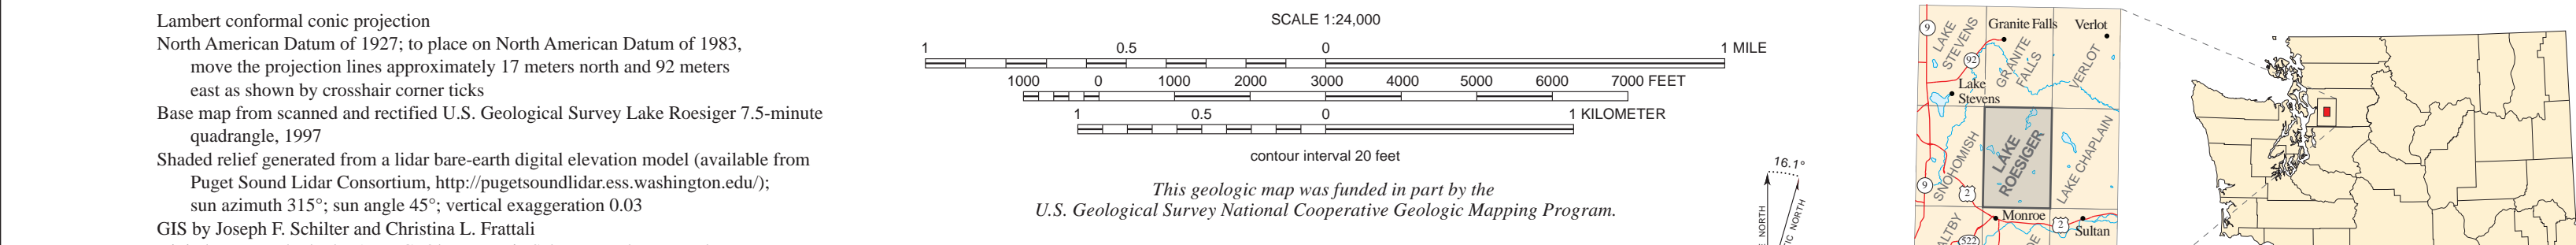 Lambert conformal conic projection
North American Datum of 1927; to place on North American Datum of 1983,
move the projection lines approximately 17 meters north and 92 meters
east as shown by crosshair corner ticks
Base map from scanned and rectified U.S. Geological Survey Lake Roesiger 7.5-minute
quadrangle, 1997
Shaded relief generated from a lidar bare-earth digital elevation model (available from
Puget Sound Lidar Consortium, http://pugetsoundlidar.ess.washington.edu/);
sun azimuth 315°; sun angle 45°; vertical exaggeration 0.03
GIS by Joseph F. Schilter and Christina L. Frattali
SCALE 1:24,000
1 0.5 0 1 MILE
1000 0 1000 2000 3000 4000 5000 6000 7000 FEET
1 0.5 0 1 KILOMETER
contour interval 20 feet
This geologic map was funded in part by the
U.S. Geological Survey National Cooperative Geologic Mapping Program.
16.1°
NORTH
NORTH
9
LAKE
STEVENS
Granite Falls
Verlot
92
GRANITE
FALLS
VERLOT
Lake
Stevens
SNOHOMISH
LAKE
ROESIGER
LAKE CHAPLAIN
9
2
Monroe
2
Sultan
522